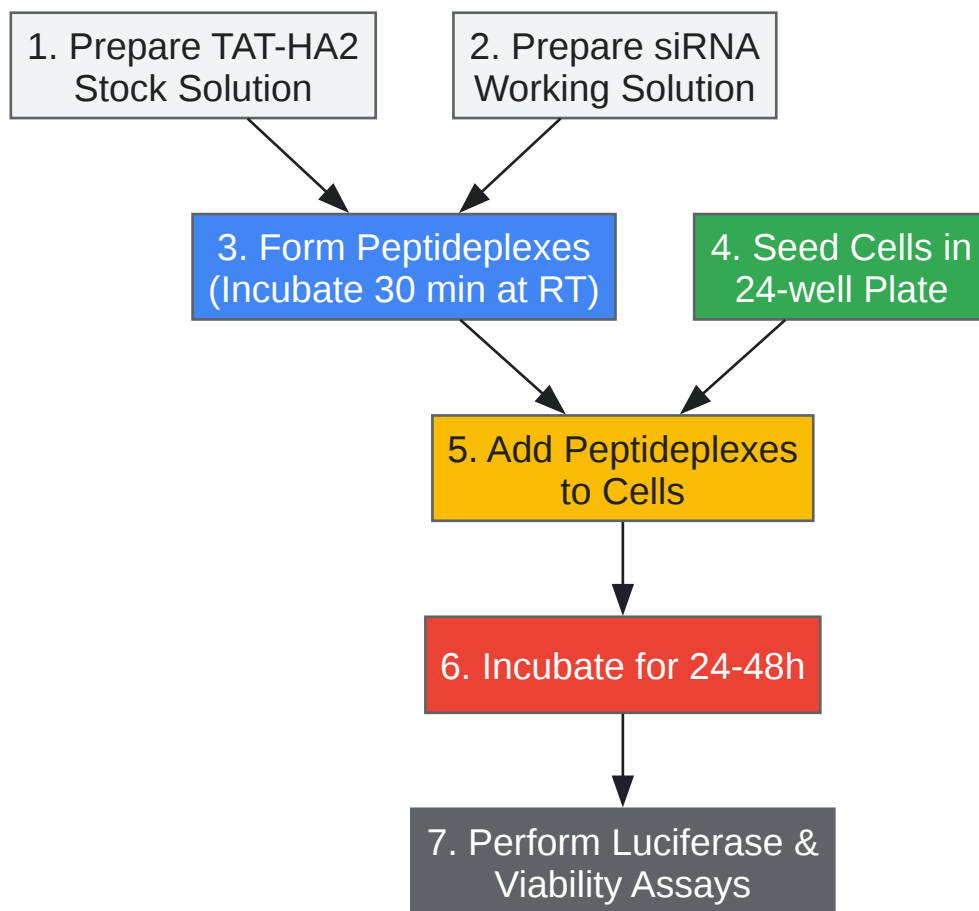 1. Prepare TAT-HA2
Stock Solution
2. Prepare siRNA
Working Solution
3. Form Peptideplexes
(Incubate 30 min at RT)
4. Seed Cells in
24-well Plate
5. Add Peptideplexes
to Cells
6. Incubate for 24-48h
7. Perform Luciferase &
Viability Assays